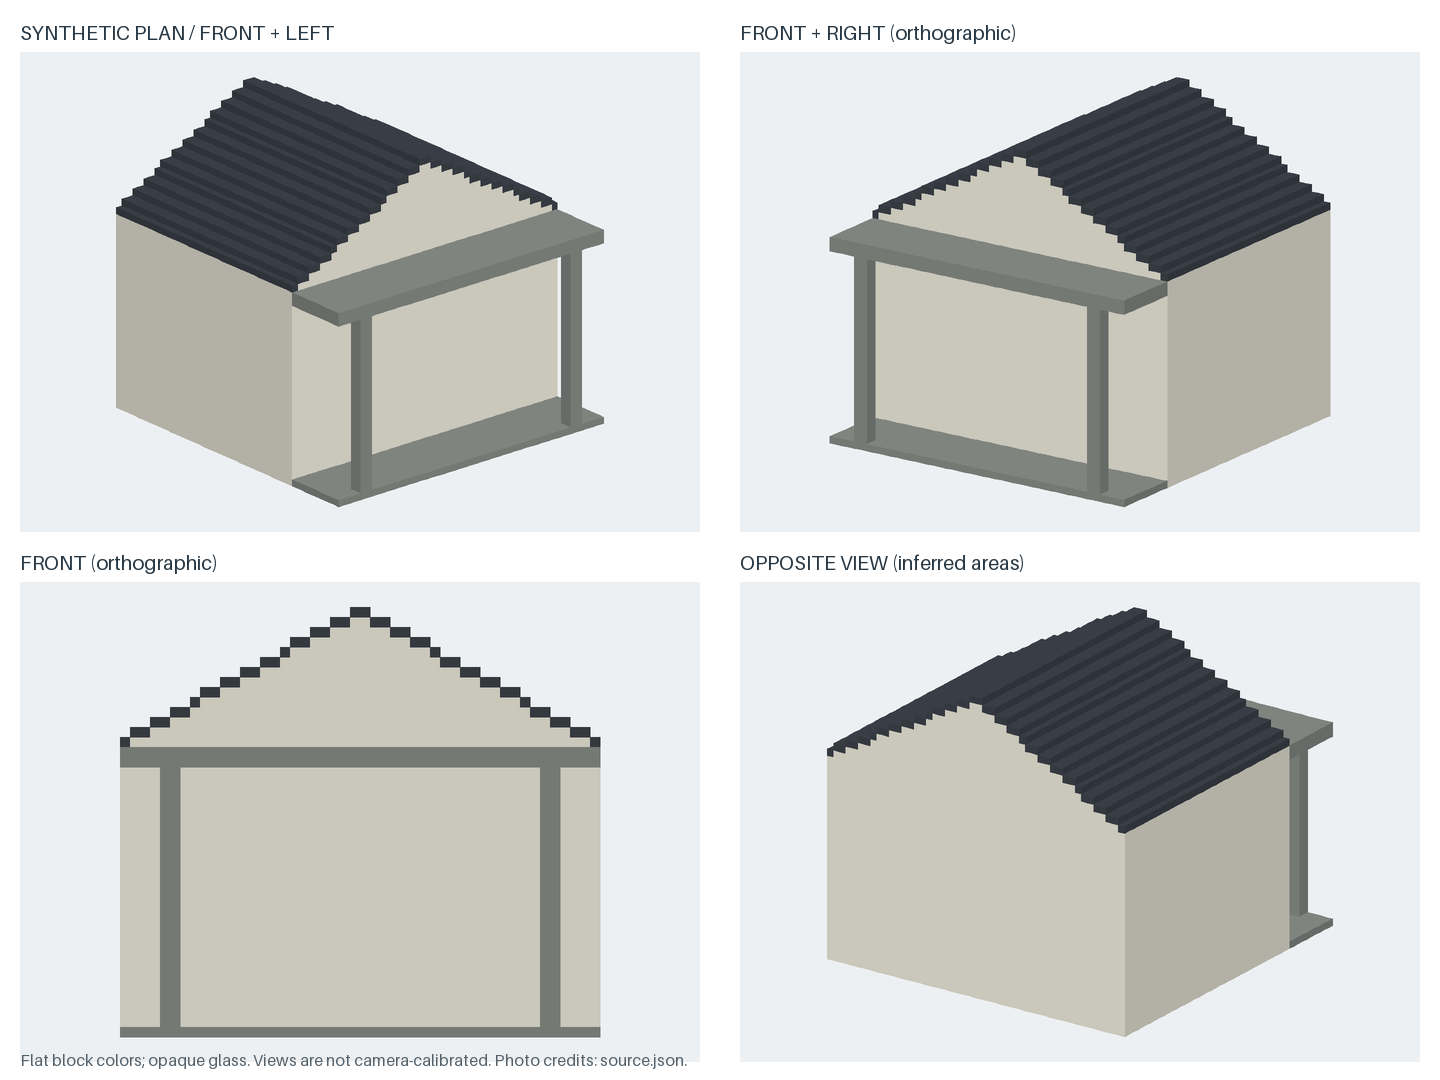 SYNTHETIC PLAN / FRONT + LEFT
FRONT + RIGHT (orthographic)
FRONT (orthographic)
OPPOSITE VIEW (inferred areas)
Flat block colors; opaque glass. Views are not camera-calibrated. Photo credits: source.json.